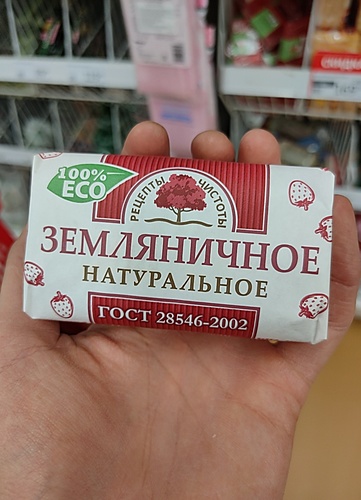 100%
ECO
РЕЦЕПТЫ ЧИСТОТЫ
ЗЕМЛЯНИЧНОЕ
НАТУРАЛЬНОЕ
ГОСТ 28546-2002